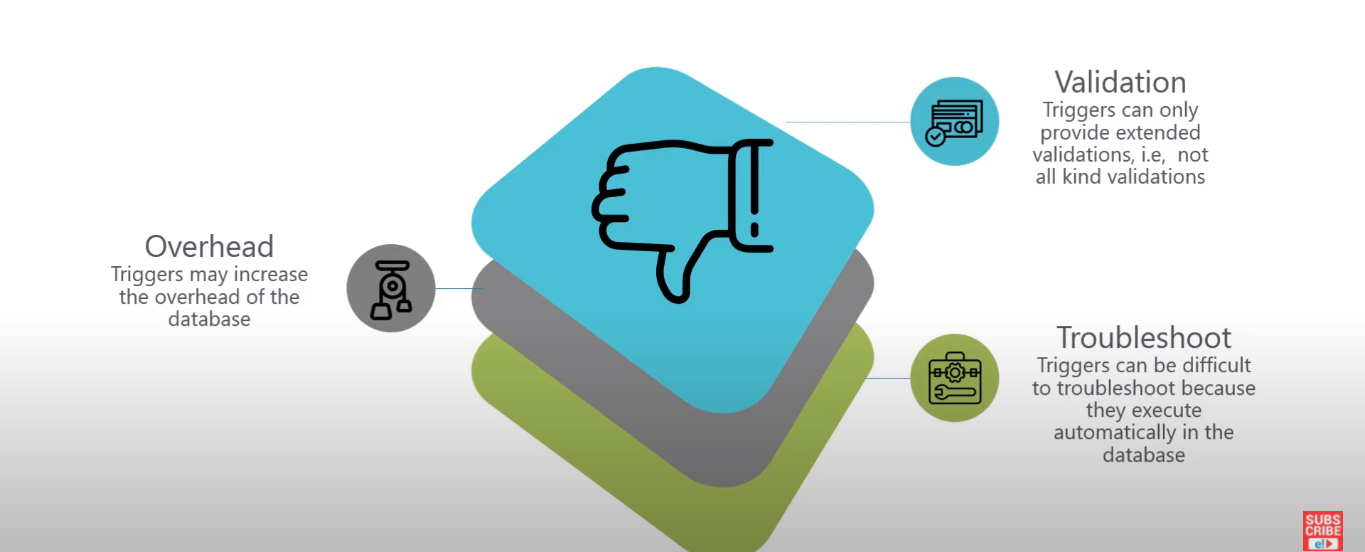 Validation
Triggers can only
provide extended
validations, i.e, not
all kind validations
Overhead
Triggers may increase
the overhead of the
database
Troubleshoot
Triggers can be difficult
to troubleshoot because
they execute
automatically in the
database
SUBS
CRIBE
e!